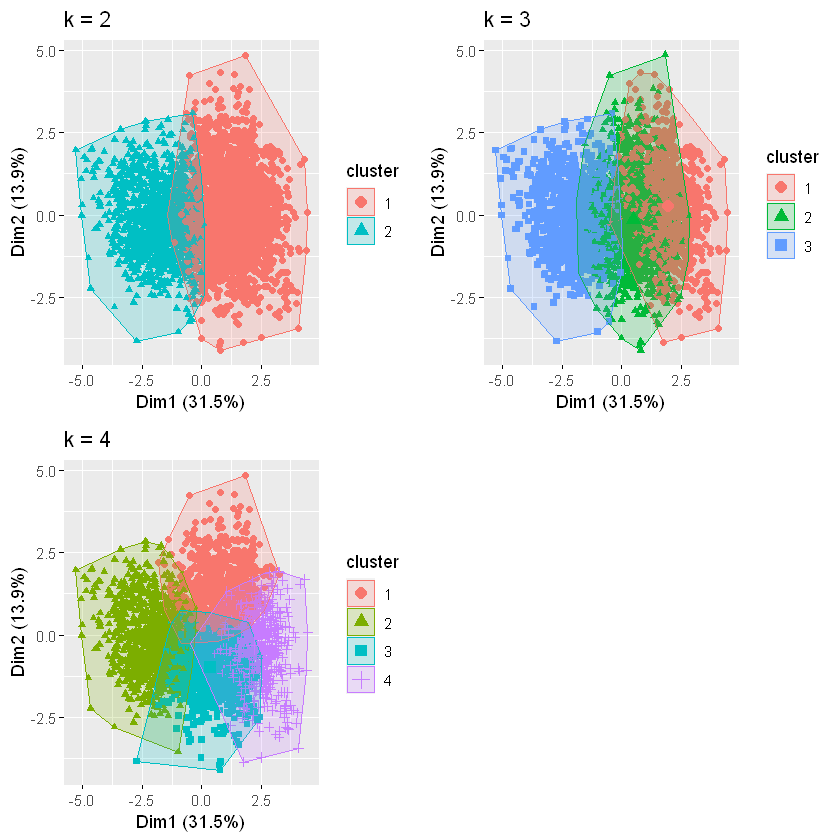 k = 2
5.0
2.5
0.0
-2.5
-5.0 -2.5 0.0 2.5
Dim1 (31.5%)
Dim2 (13.9%)
cluster
1
2
k = 3
5.0
2.5
0.0
-2.5
-5.0 -2.5 0.0 2.5
Dim1 (31.5%)
Dim2 (13.9%)
cluster
1
2
3
k = 4
5.0
2.5
0.0
-2.5
-5.0 -2.5 0.0 2.5
Dim1 (31.5%)
Dim2 (13.9%)
cluster
1
2
3
4